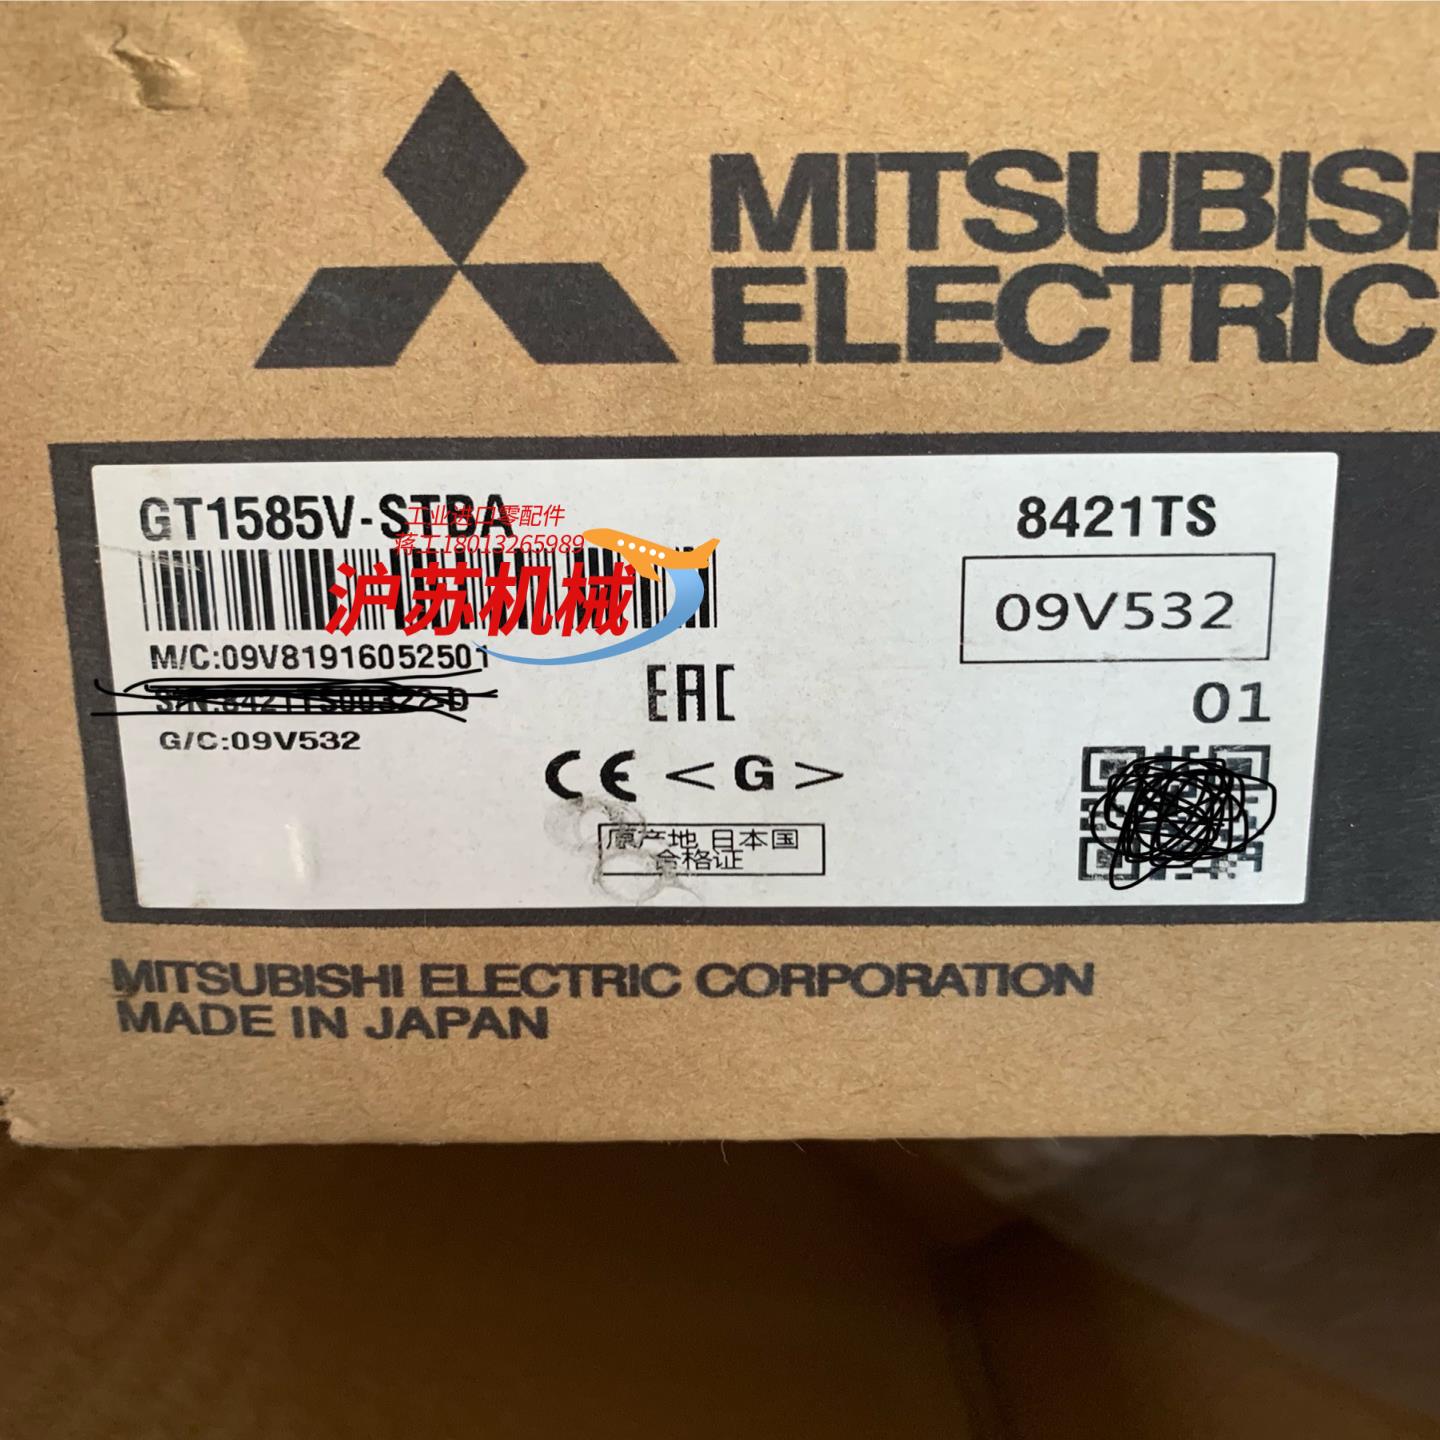 MITSUBISHI
ELECTRIC
GT1585V-STBA
8421TS
工业进口零配件
蒋工18013265989
沪苏机械
09V532
M/C:09V81916052501
01
G/C:09V532
EAC
CE <G>
原产地 日本国
合格证
MITSUBISHI ELECTRIC CORPORATION
MADE IN JAPAN